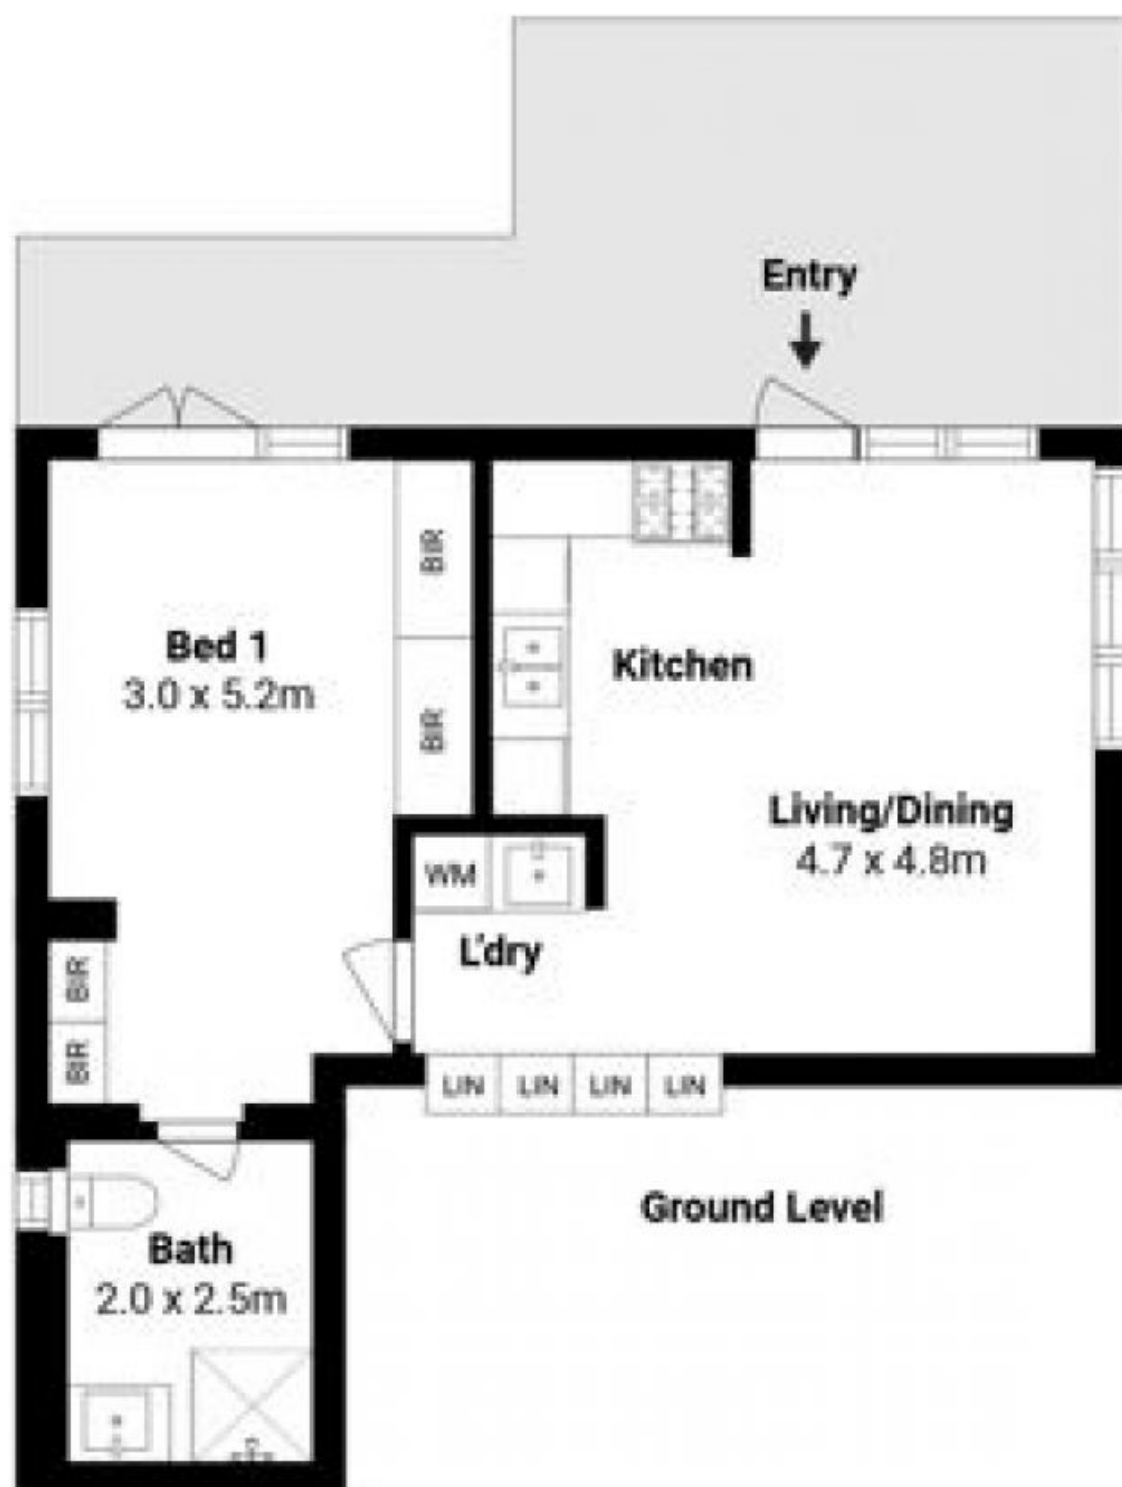 Entry
BIR
BIR
Bed 1
3.0 x 5.2m
Kitchen
Living/Dining
4.7 x 4.8m
WM
L'dry
BIR
BIR
LIN LIN LIN LIN
Ground Level
Bath
2.0 x 2.5m